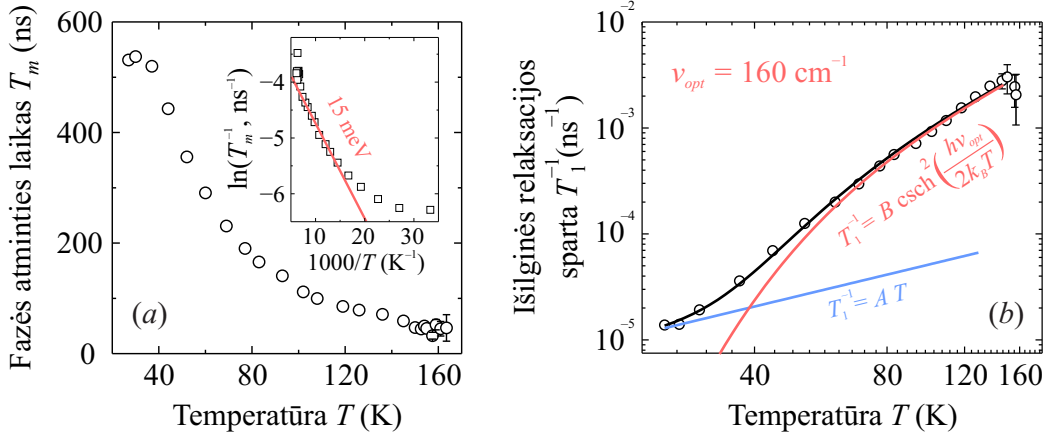 Fazės atminties laikas T_m (ns)
600
400
200
0
40
80
120
160
Temperatūra T (K)
(a)
ln(T_m^−1, ns^−1)
−4
−5
−6
10
20
30
1000/T (K^−1)
15 meV
Išilginės relaksacijos
sparta T_1^−1 (ns^−1)
10^−2
10^−3
10^−4
10^−5
40
80
120
160
Temperatūra T (K)
(b)
ν_opt = 160 cm^−1
T_1^−1 = B csch^2(hν_opt / 2k_BT)
T_1^−1 = A T